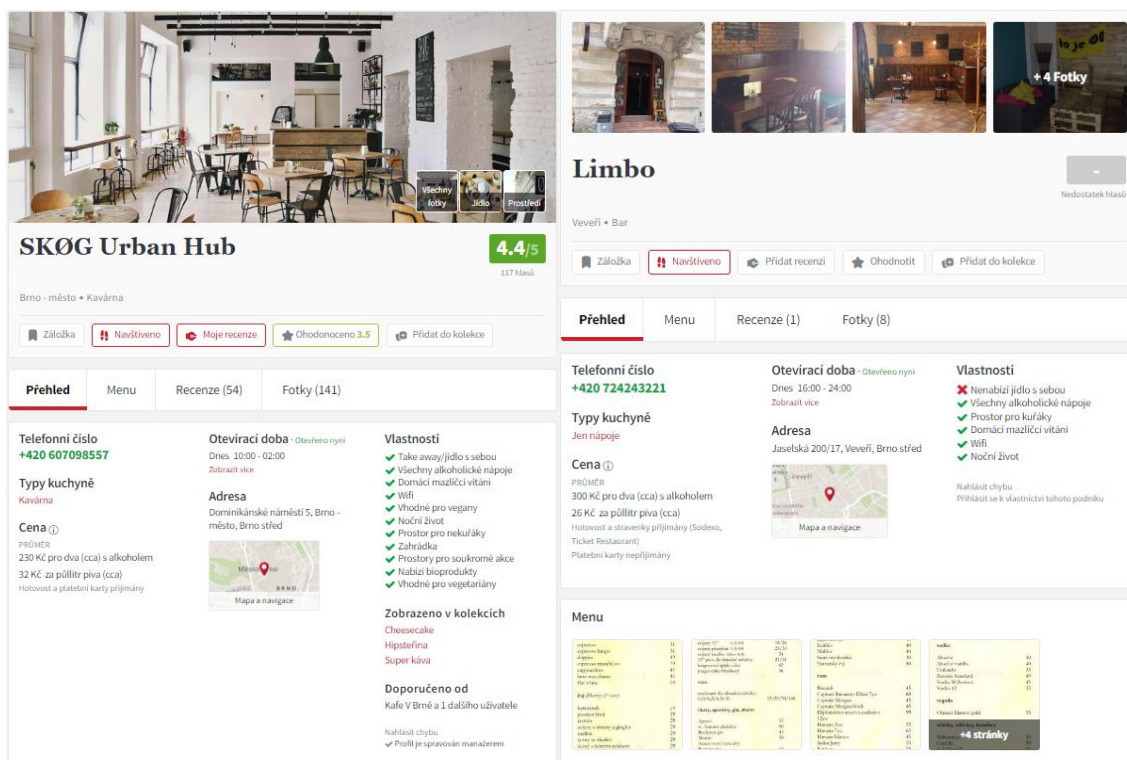 Všechny
fotky
Jídlo
Prostředí
SKØG Urban Hub
4.4/5
117 hlasů
Brno - město • Kavárna
Záložka
Navštíveno
Moje recenze
Ohodonoceno 3.5
Přidat do kolekce
Přehled
Menu
Recenze (54)
Fotky (141)
Telefonní číslo
+420 607098557
Typy kuchyně
Kavárna
Cena
PRŮMĚR
230 Kč pro dva (cca) s alkoholem
32 Kč za půllitr piva (cca)
Hotovost a platební karty přijímány
Otevírací doba - Otevřeno nyní
Dnes 10:00 - 02:00
Zobrazit více
Adresa
Dominikánské náměstí 5, Brno -
město, Brno střed
Mapa a navigace
Vlastnosti
Take away/jídlo s sebou
Všechny alkoholické nápoje
Domácí mazlíčci vítáni
Wifi
Vhodné pro vegany
Noční život
Prostor pro nekuřáky
Zahrádka
Prostory pro soukromé akce
Nabízí bioprodukty
Vhodné pro vegetariány
Zobrazeno v kolekcích
Cheesecake
Hipsteřina
Super káva
Doporučeno od
Kafe V Brně a 1 dalšího uživatele
Nahlásit chybu
Profil je spravován manažerem
to je
+ 4 Fotky
Limbo
-
Nedostatek hlasů
Veveří • Bar
Záložka
Navštíveno
Přidat recenzi
Ohodnotit
Přidat do kolekce
Přehled
Menu
Recenze (1)
Fotky (8)
Telefonní číslo
+420 724243221
Typy kuchyně
Jen nápoje
Cena
PRŮMĚR
300 Kč pro dva (cca) s alkoholem
26 Kč za půllitr piva (cca)
Hotovost a stravenky přijímány (Sodexo,
Ticket Restaurant)
Platební karty nepřijímány
Otevírací doba - Otevřeno nyní
Dnes 16:00 - 24:00
Zobrazit více
Adresa
Jaselská 200/17, Veveří, Brno střed
Veveří
Mapa a navigace
Vlastnosti
Nenabízí jídlo s sebou
Všechny alkoholické nápoje
Prostor pro kuřáky
Domácí mazlíčci vítáni
Wifi
Noční život
Nahlásit chybu
Přihlásit se k vlastnictví tohoto podniku
Menu
+4 stránky